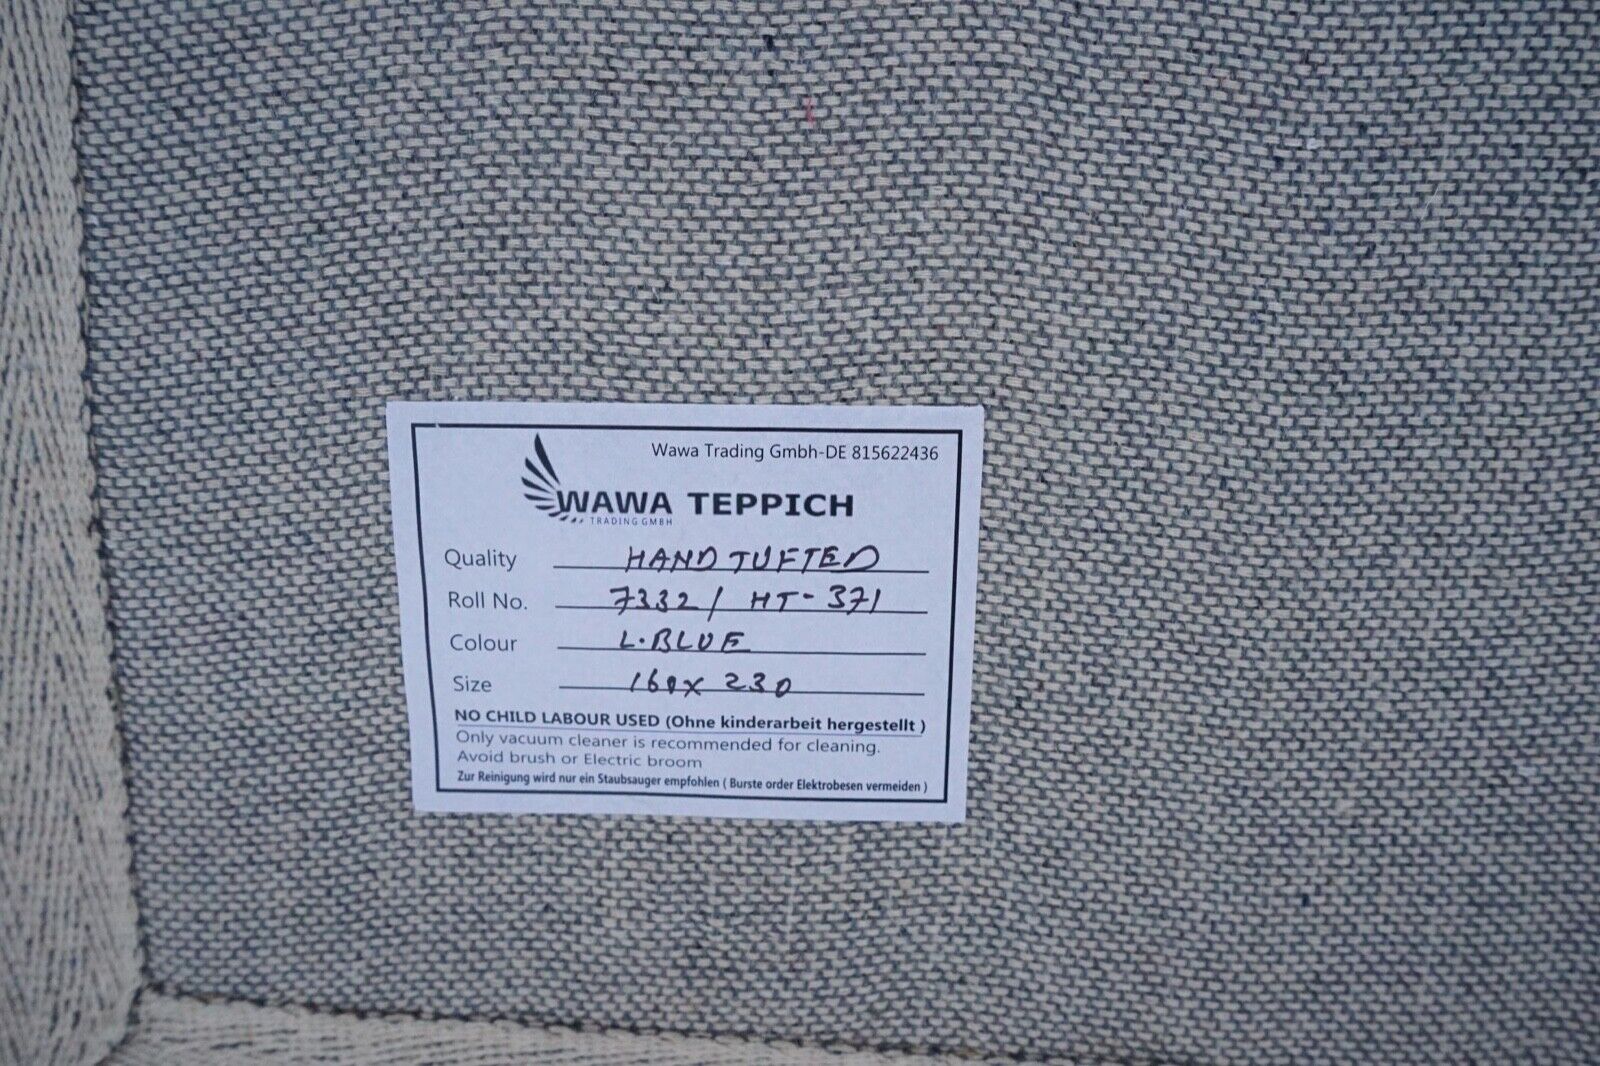 Wawa Trading Gmbh-DE 815622436
WAWA TEPPICH
TRADING GMBH
Quality HAND TUFTED
Roll No. 7332/ HT-371
Colour L.BLUE
Size 160x 230
NO CHILD LABOUR USED (Ohne kinderarbeit hergestellt )
Only vacuum cleaner is recommended for cleaning.
Avoid brush or Electric broom
Zur Reinigung wird nur ein Staubsauger empfohlen ( Burste order Elektrobesen vermeiden )